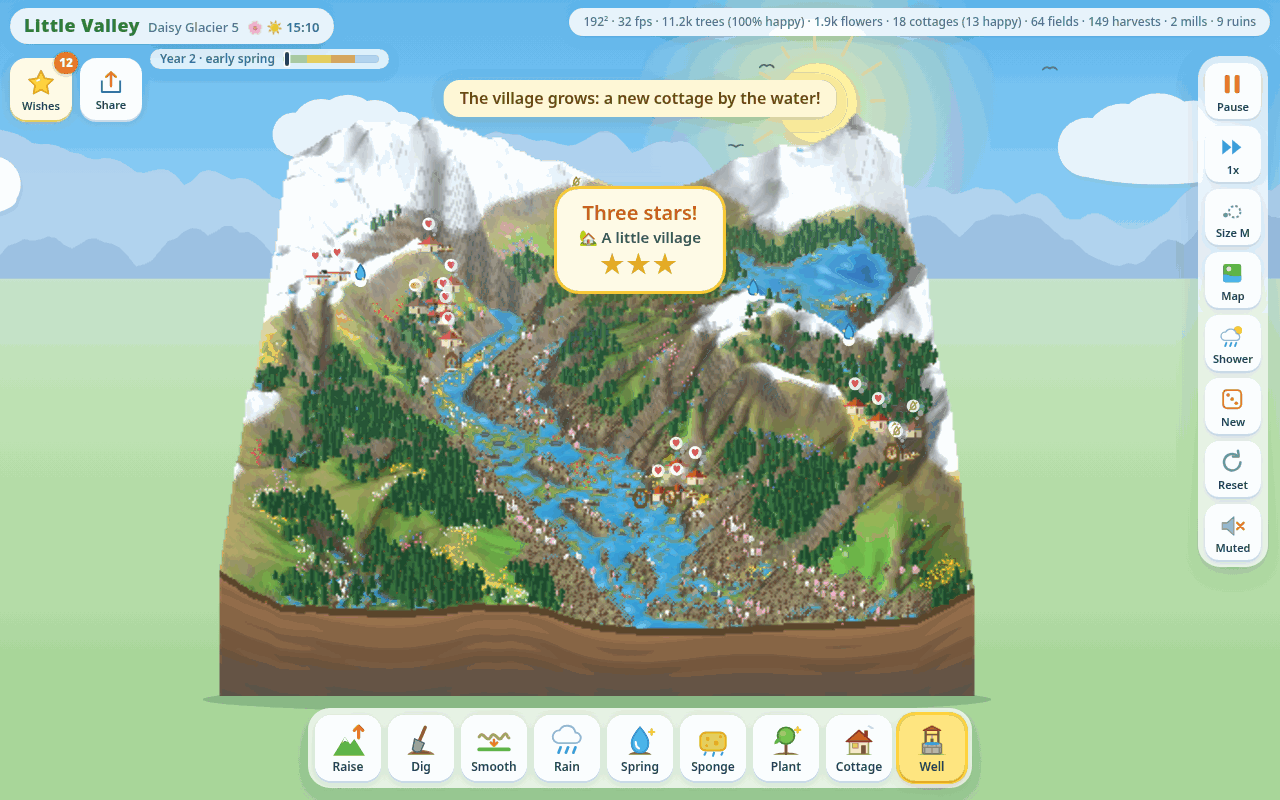 Little Valley Daisy Glacier 5 15:10
192² · 32 fps · 11.2k trees (100% happy) · 1.9k flowers · 18 cottages (13 happy) · 64 fields · 149 harvests · 2 mills · 9 ruins
Year 2 · early spring
12
Wishes
Share
The village grows: a new cottage by the water!
Three stars!
A little village
Pause
1x
Size M
Map
Shower
New
Reset
Muted
Raise
Dig
Smooth
Rain
Spring
Sponge
Plant
Cottage
Well